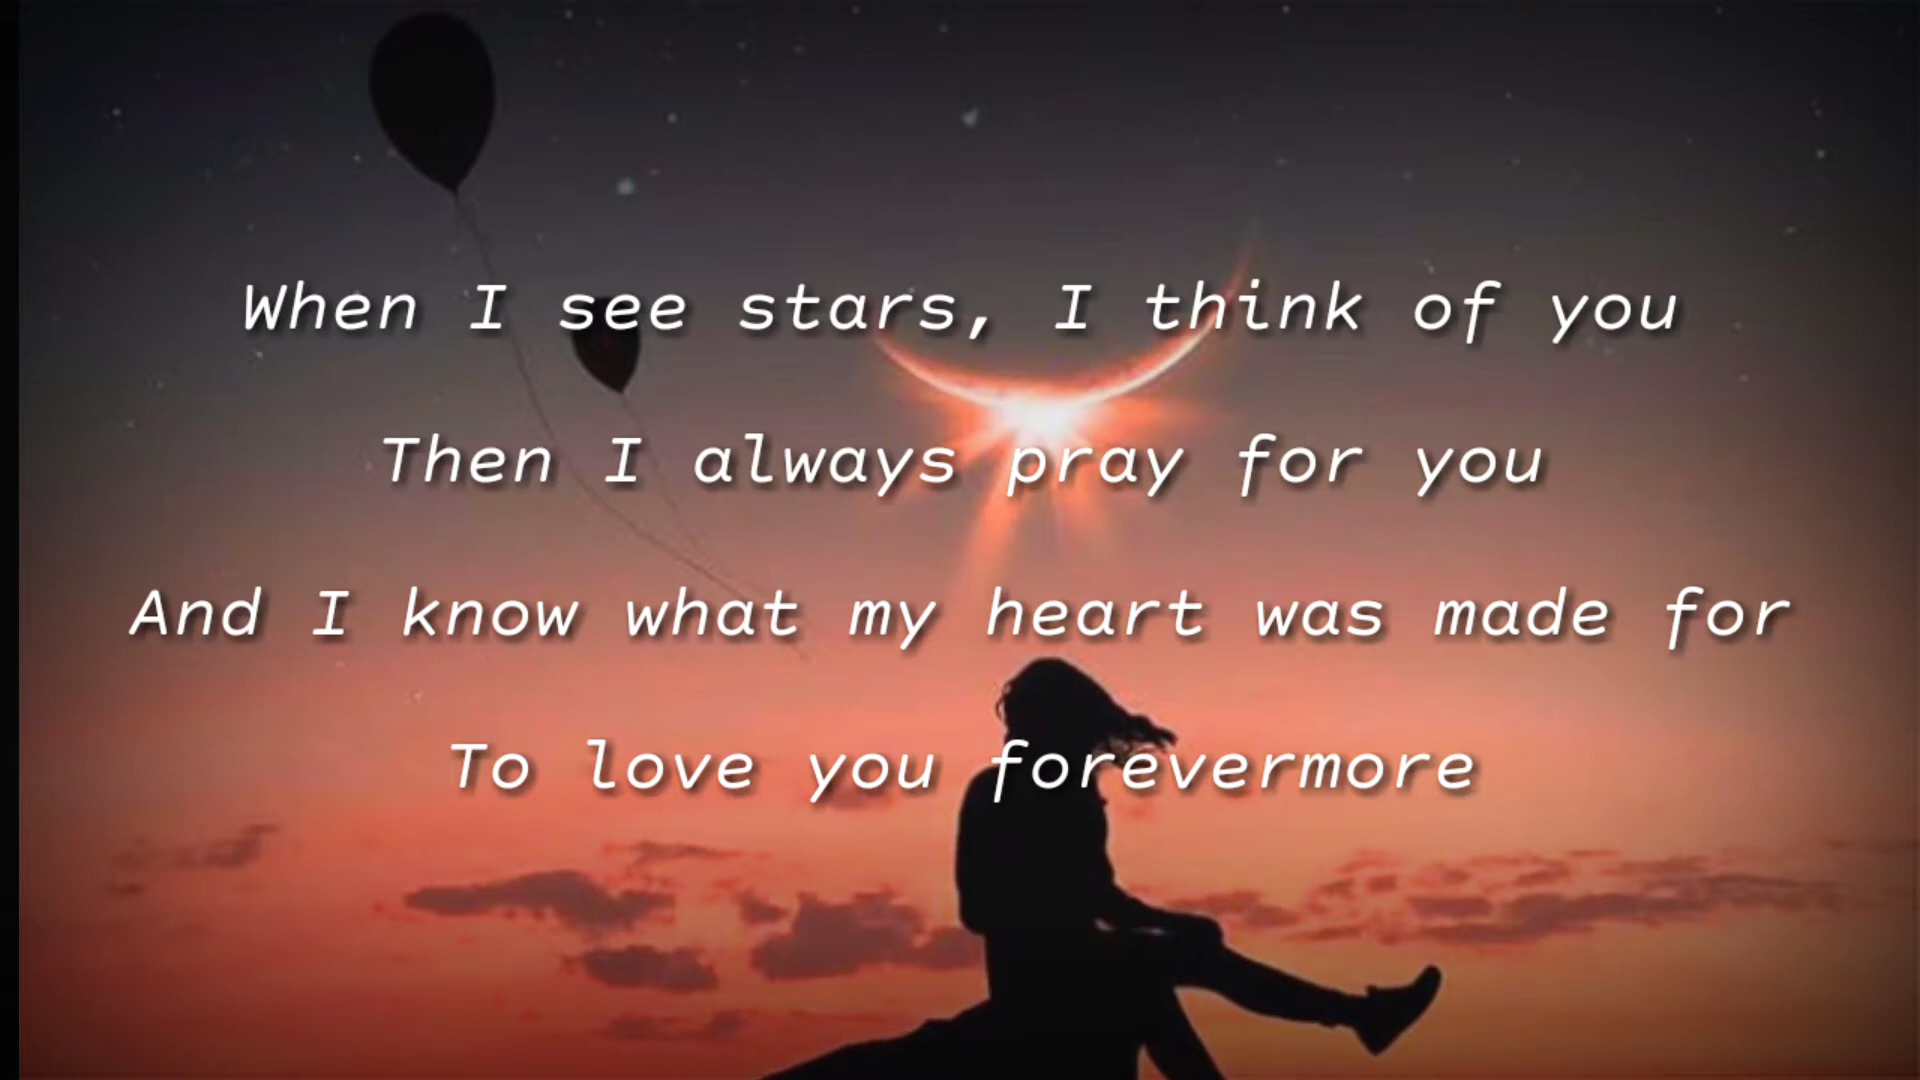 When I see stars, I think of you
Then I always pray for you
And I know what my heart was made for
To love you forevermore